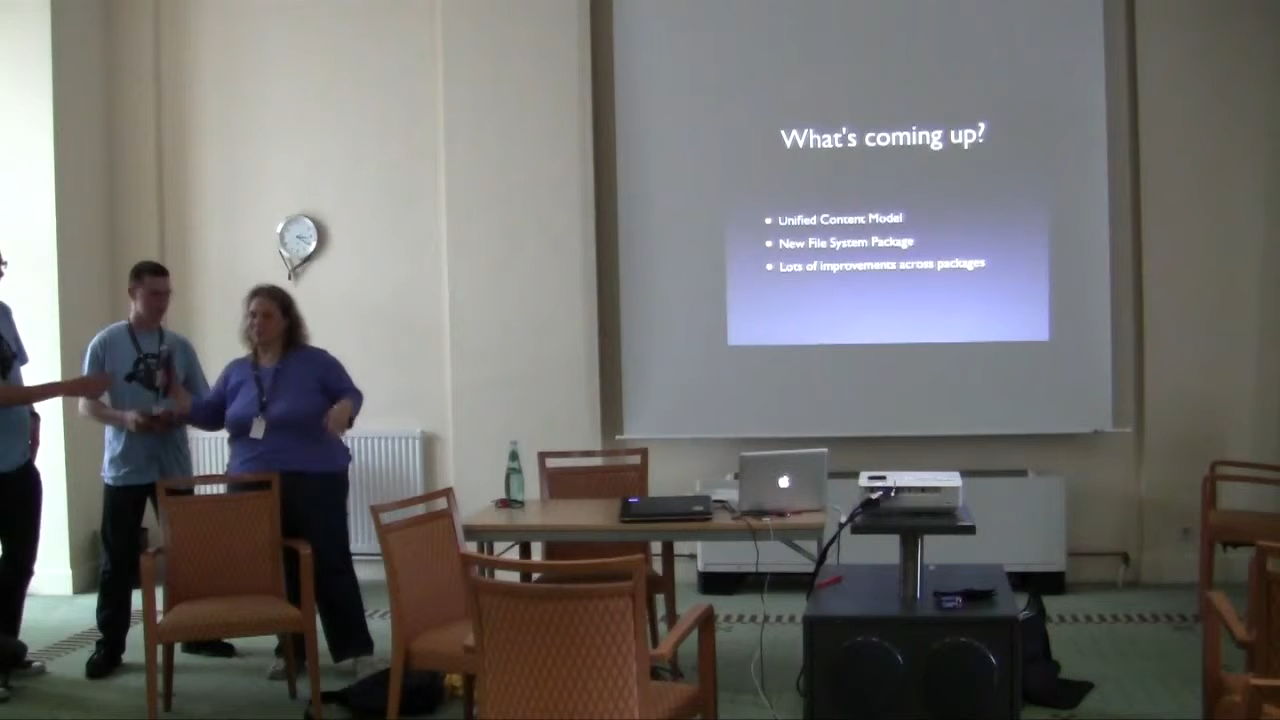 What's coming up?
Unified Content Model
New File System Package
Lots of improvements across packages